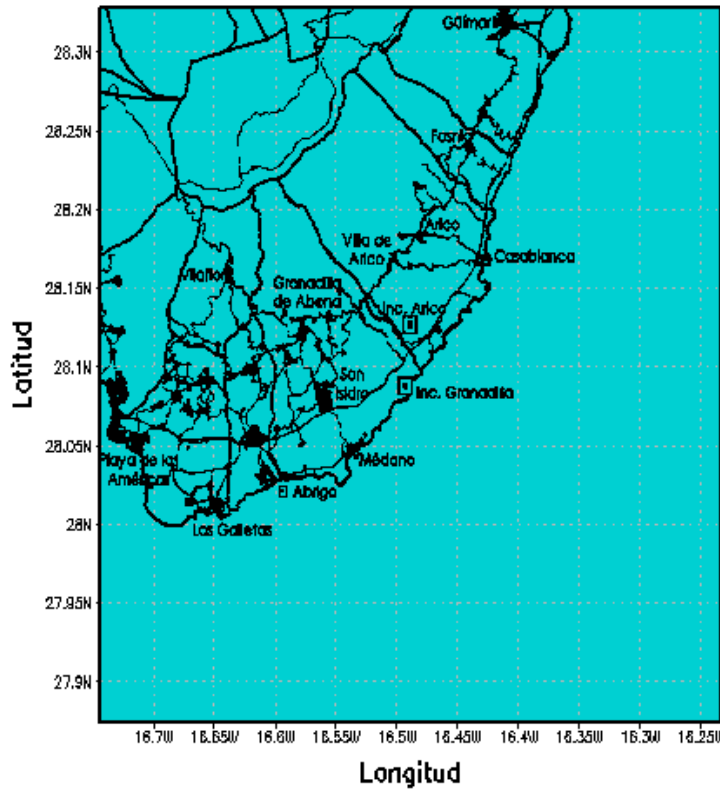 Güimar
28.3N
28.25N
Fasnia
28.2N
Arico
Villa de
Arico
Casablanca
Vilaflor
28.15N
Granadilla
de Abona
Inc. Arico
28.1N
San
Isidro
Inc. Granadilla
28.05N
Playa de las
Américas
Médano
El Abrigo
28N
Las Galletas
27.95N
27.9N
Latitud
16.7W 16.65W 16.6W 16.55W 16.5W 16.45W 16.4W 16.35W 16.3W 16.25W
Longitud